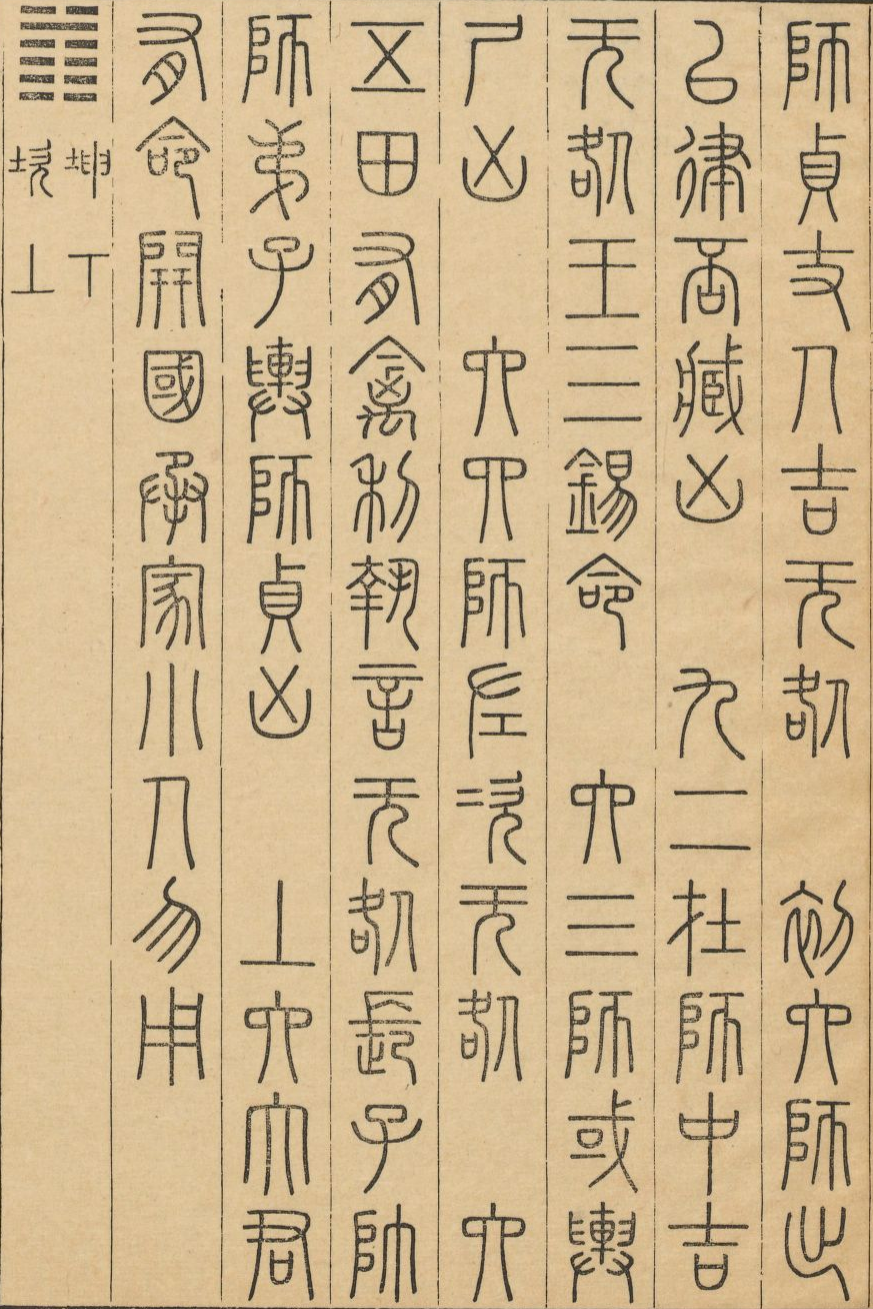 師貞丈人吉无咎　初六師出
以律否臧凶　九二在師中吉
无咎王三錫命　六三師或輿
尸凶　六四師左次无咎　六
五田有禽利執言无咎長子帥
師弟子輿師貞凶　上六大君
有命開國承家小人勿用
䷇坤下坎上